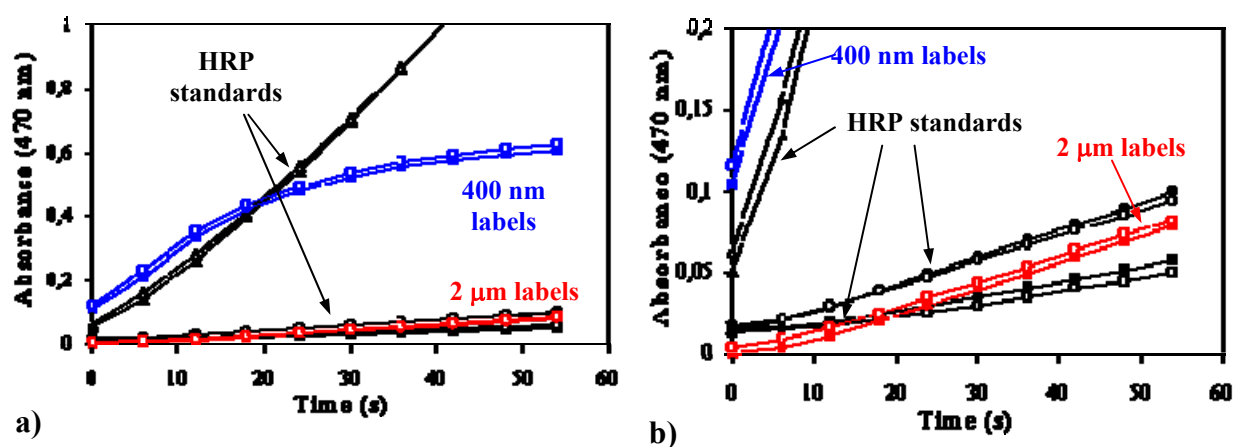 Absorbance (470 nm)
1
0,8
0,6
0,4
0,2
0
HRP
standards
400 nm
labels
2 µm labels
0 10 20 30 40 50 60
Time (s)
a)
Absorbance (470 nm)
0,2
0,15
0,1
0,05
0
400 nm labels
HRP standards
2 µm labels
0 10 20 30 40 50 60
Time (s)
b)